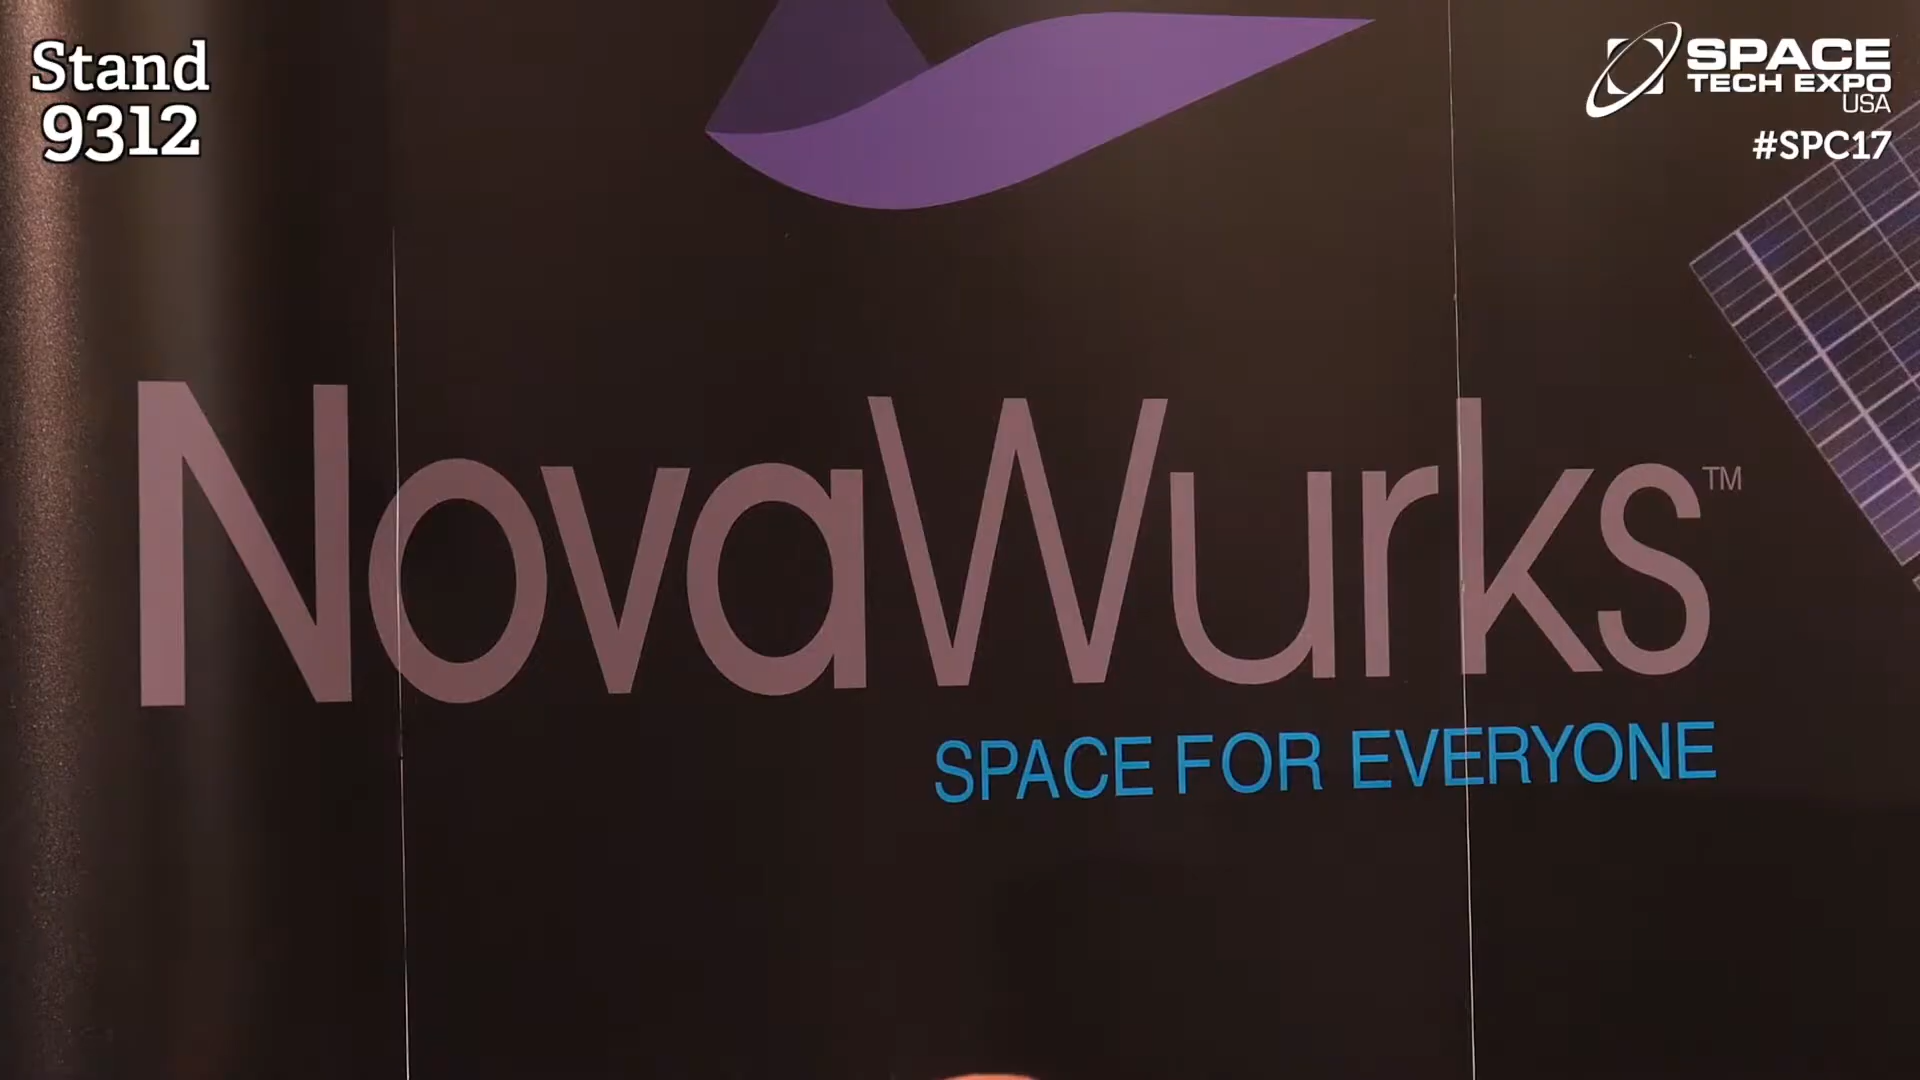 Stand
9312
SPACE
TECH EXPO
USA
#SPC17
NovaWurks™
SPACE FOR EVERYONE